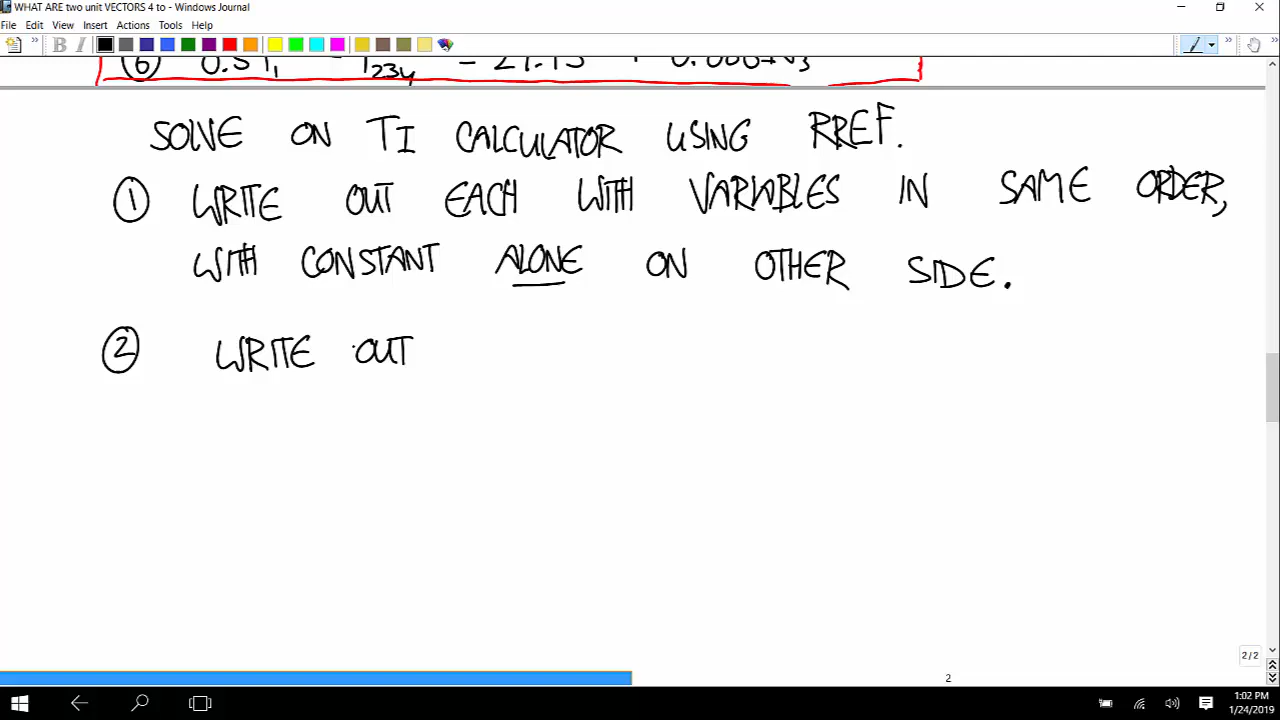 WHAT ARE two unit VECTORS 4 to - Windows Journal
File Edit View Insert Actions Tools Help
B I
SOLVE ON TI CALCULATOR USING RREF.
① WRITE OUT EACH WITH VARIABLES IN SAME ORDER,
WITH CONSTANT ALONE ON OTHER SIDE.
② WRITE OUT
2/2
2
1:02 PM
1/24/2019